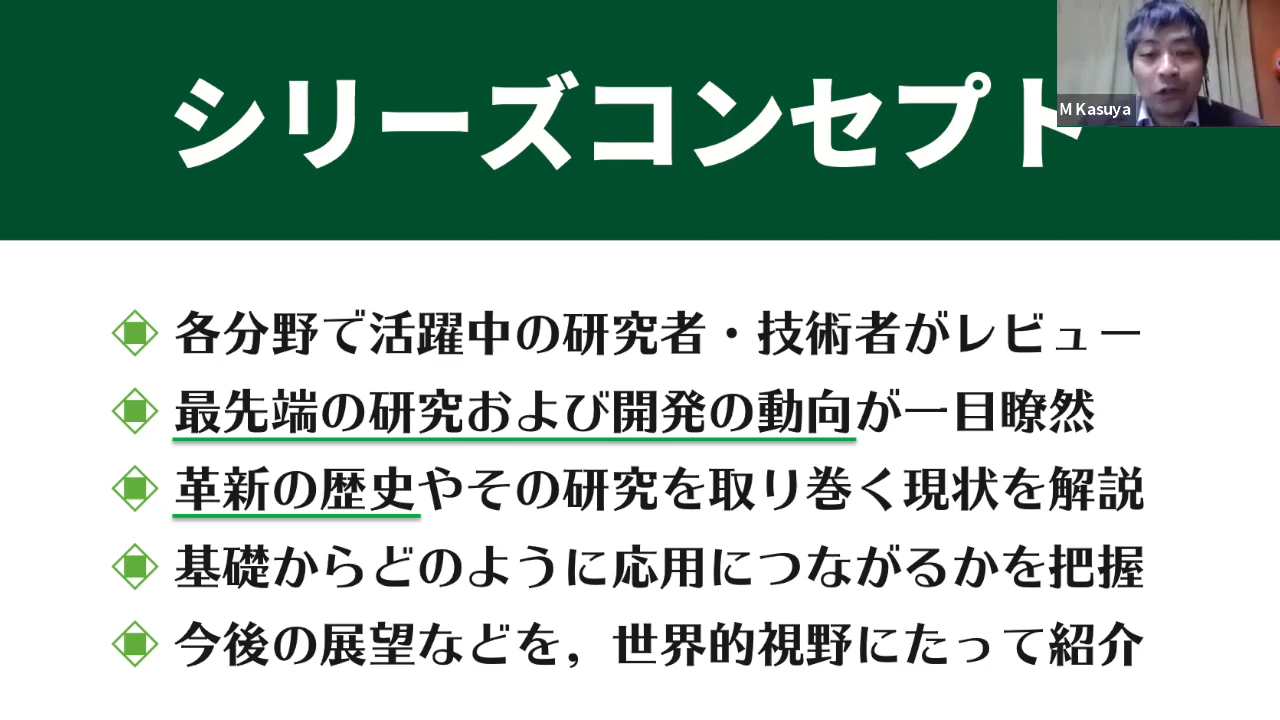 シリーズコンセプト
M Kasuya
各分野で活躍中の研究者・技術者がレビュー
最先端の研究および開発の動向が一目瞭然
革新の歴史やその研究を取り巻く現状を解説
基礎からどのように応用につながるかを把握
今後の展望などを，世界的視野にたって紹介